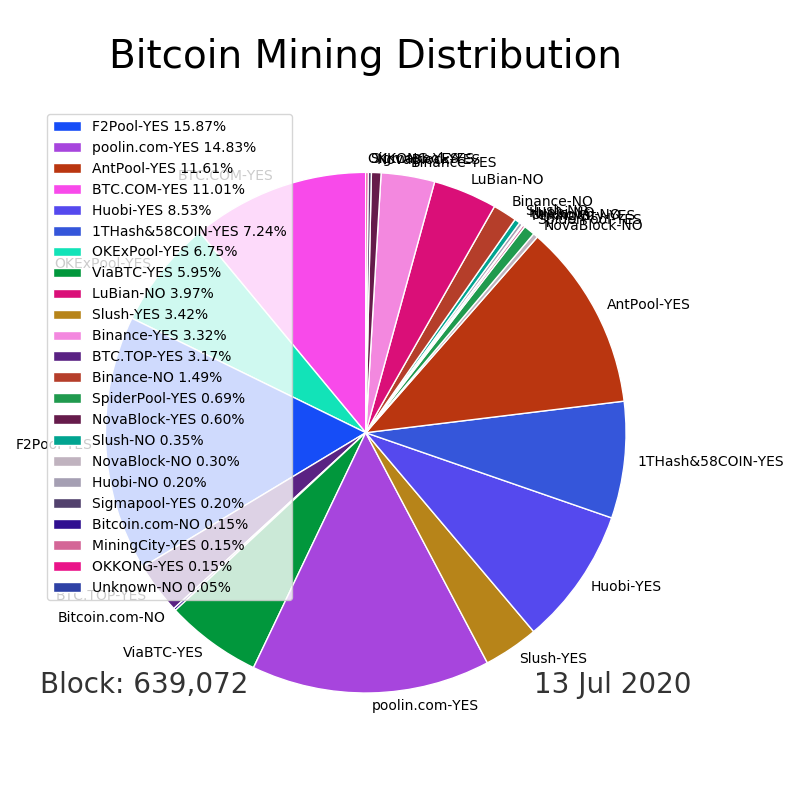 Bitcoin Mining Distribution
F2Pool-YES 15.87%
poolin.com-YES 14.83%
AntPool-YES 11.61%
BTC.COM-YES 11.01%
Huobi-YES 8.53%
1THash&58COIN-YES 7.24%
OKExPool-YES 6.75%
ViaBTC-YES 5.95%
LuBian-NO 3.97%
Slush-YES 3.42%
Binance-YES 3.32%
BTC.TOP-YES 3.17%
Binance-NO 1.49%
SpiderPool-YES 0.69%
NovaBlock-YES 0.60%
Slush-NO 0.35%
NovaBlock-NO 0.30%
Huobi-NO 0.20%
Sigmapool-YES 0.20%
Bitcoin.com-NO 0.15%
MiningCity-YES 0.15%
OKKONG-YES 0.15%
Unknown-NO 0.05%
BTC.COM-YES
OKExPool-YES
F2Pool-YES
BTC.TOP-YES
Bitcoin.com-NO
ViaBTC-YES
poolin.com-YES
Slush-YES
Huobi-YES
1THash&58COIN-YES
AntPool-YES
NovaBlock-NO
SpiderPool-YES
Slush-NO
Binance-NO
LuBian-NO
Binance-YES
Block: 639,072
13 Jul 2020